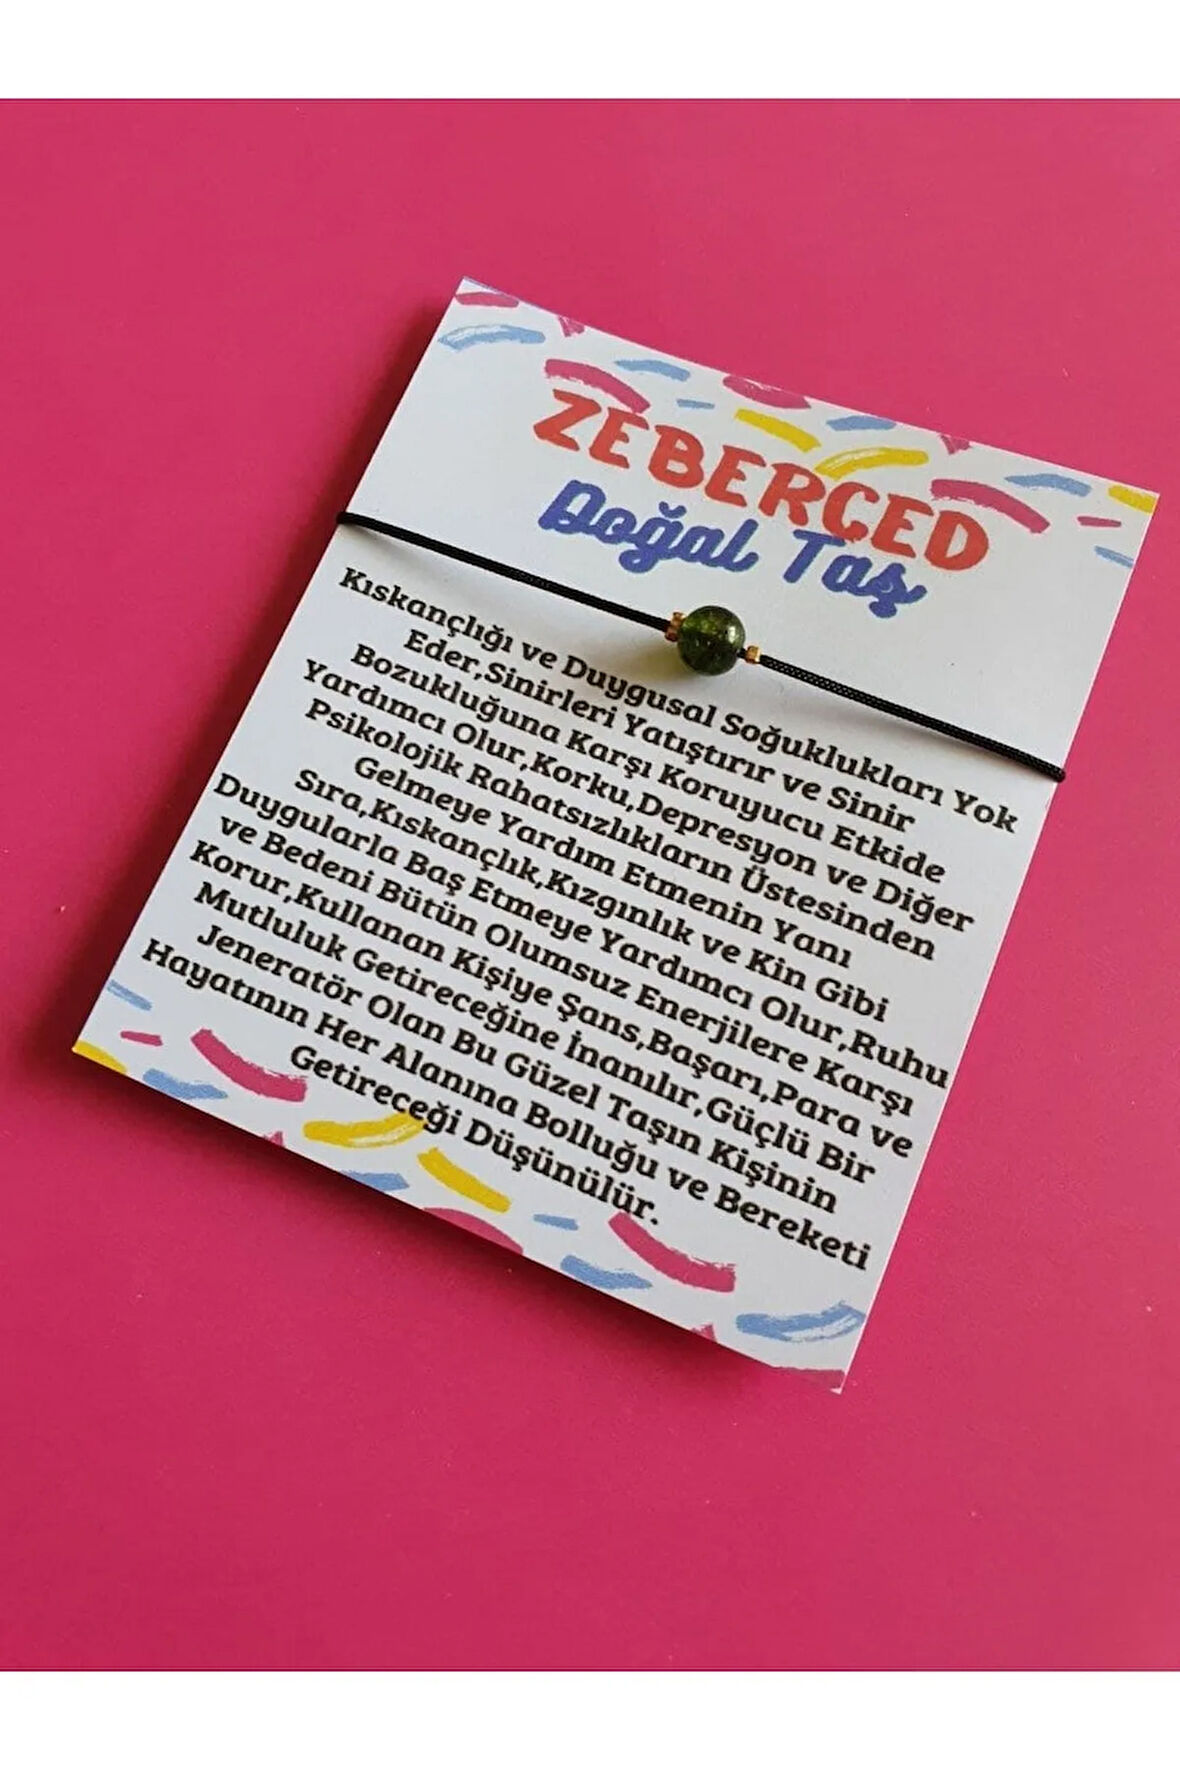 ZEBERCED
Doğal Taş
Kıskançlığı ve Duygusal Soğuklukları Yok
Eder,Sinirleri Yatıştırır ve Sinir
Bozukluğuna Karşı Koruyucu Etkide
Yardımcı Olur,Korku,Depresyon ve Diğer
Psikolojik Rahatsızlıkların Üstesinden
Gelmeye Yardım Etmenin Yanı
Sıra,Kıskançlık,Kızgınlık ve Kin Gibi
Duygularla Baş Etmeye Yardımcı Olur,Ruhu
ve Bedeni Bütün Olumsuz Enerjilere Karşı
Korur,Kullanan Kişiye Şans,Başarı,Para ve
Mutluluk Getireceğine İnanılır,Güçlü Bir
Jeneratör Olan Bu Güzel Taşın Kişinin
Hayatının Her Alanına Bolluğu ve Bereketi
Getireceği Düşünülür.